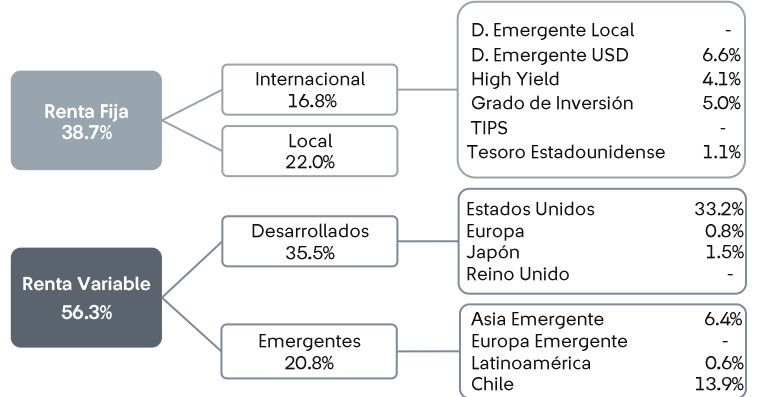 Renta Fija
38.7%
Internacional
16.8%
Local
22.0%
D. Emergente Local -
D. Emergente USD 6.6%
High Yield 4.1%
Grado de Inversión 5.0%
TIPS -
Tesoro Estadounidense 1.1%
Renta Variable
56.3%
Desarrollados
35.5%
Estados Unidos 33.2%
Europa 0.8%
Japón 1.5%
Reino Unido -
Emergentes
20.8%
Asia Emergente 6.4%
Europa Emergente -
Latinoamérica 0.6%
Chile 13.9%